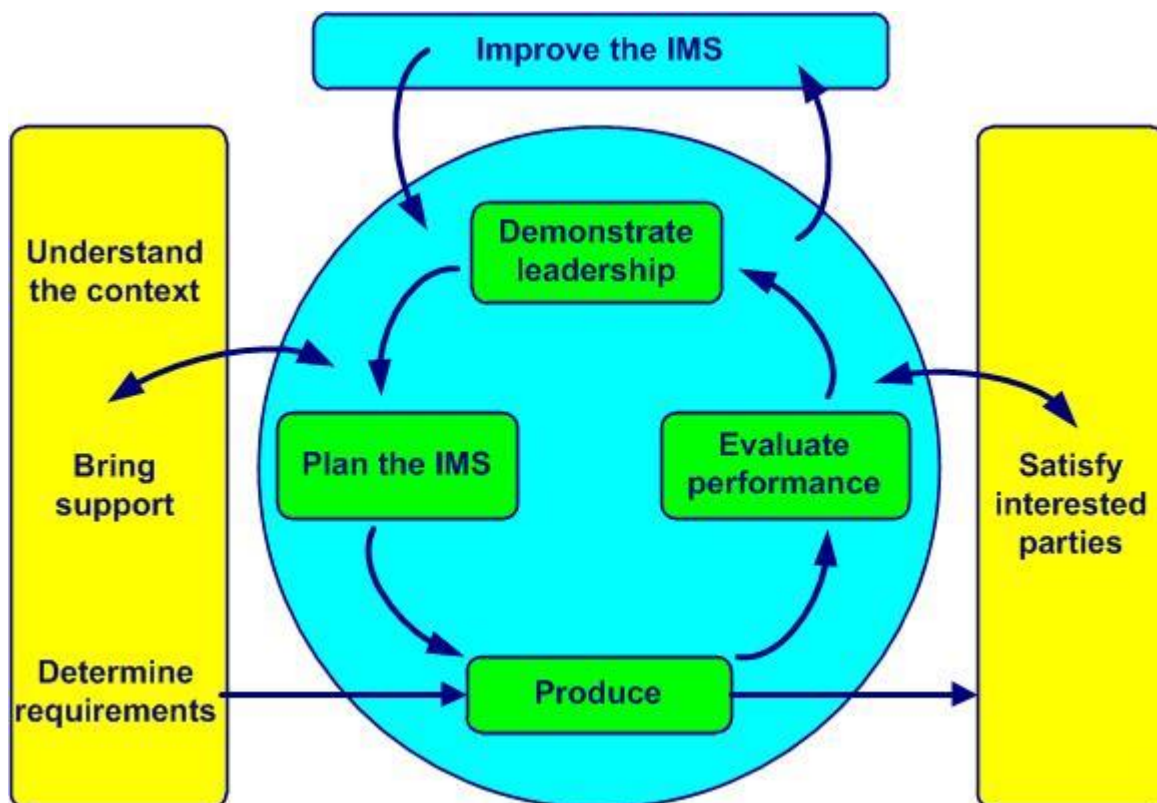 Improve the IMS
Understand
the context
Bring
support
Determine
requirements
Demonstrate
leadership
Plan the IMS
Evaluate
performance
Produce
Satisfy
interested
parties